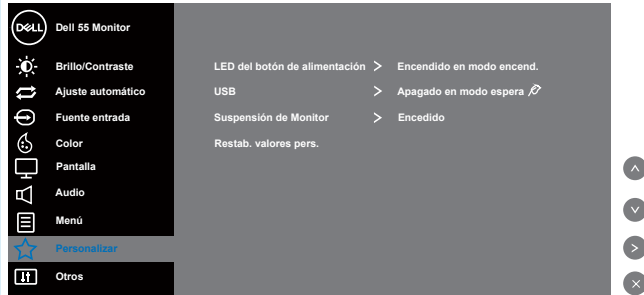 DELL Dell 55 Monitor
Brillo/Contraste LED del botón de alimentación > Encendido en modo encend.
Ajuste automático USB > Apagado en modo espera
Fuente entrada Suspensión de Monitor > Encedido
Color Restab. valores pers.
Pantalla
Audio
Menú
Personalizar
Otros